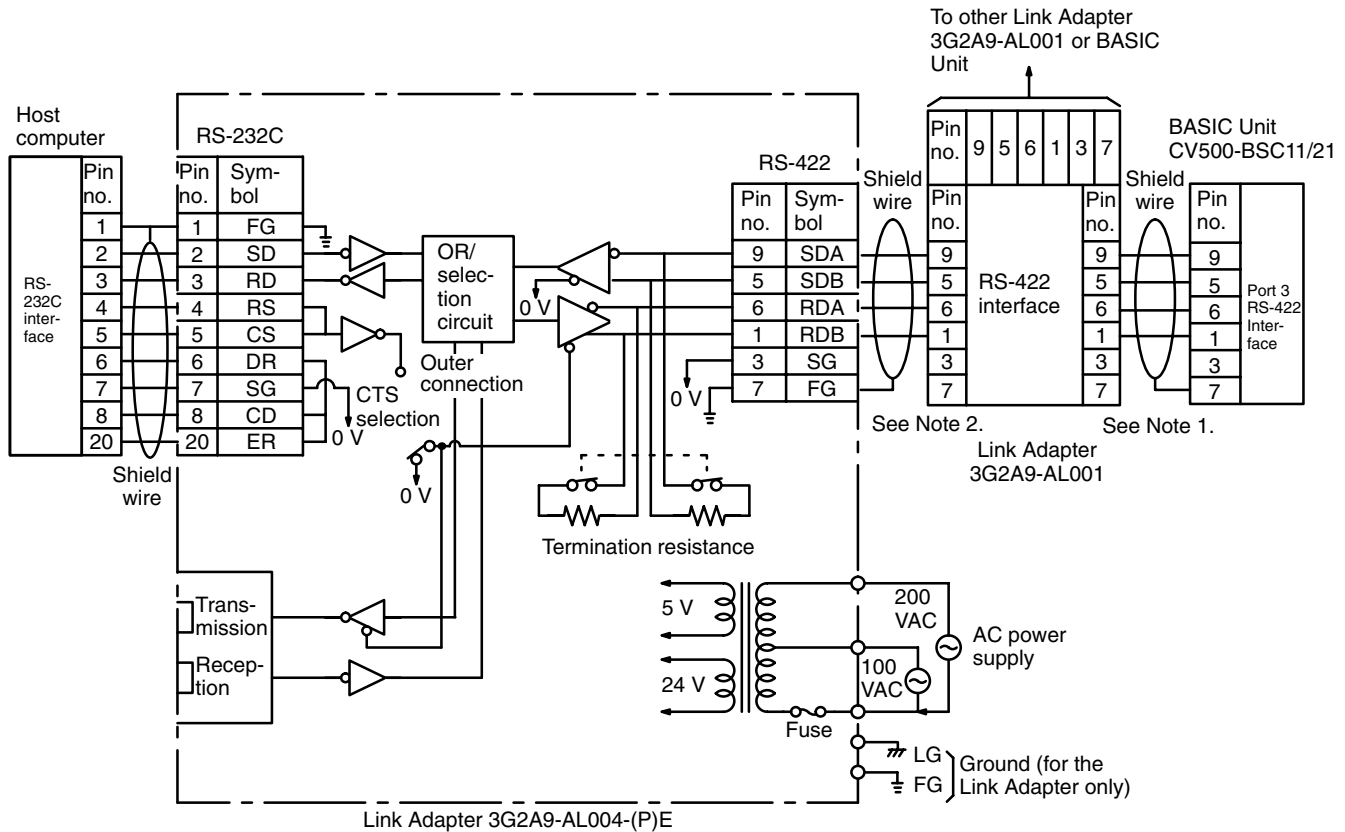 To other Link Adapter
3G2A9-AL001 or BASIC
Unit
Host
computer
RS-232C
RS-422
Pin
no. 9 5 6 1 3 7
BASIC Unit
CV500-BSC11/21
Shield
wire
Shield
wire
RS-
232C
inter-
face
Pin
no.
1
2
3
4
5
6
7
8
20
Pin
no.
Sym-
bol
1 FG
2 SD
3 RD
4 RS
5 CS
6 DR
7 SG
8 CD
20 ER
Shield
wire
OR/
selec-
tion
circuit
Outer
connection
CTS
selection
0 V
0 V
0 V
0 V
Pin
no.
Sym-
bol
9 SDA
5 SDB
6 RDA
1 RDB
3 SG
7 FG
Pin
no.
9
5
6
1
3
7
RS-422
interface
Pin
no.
9
5
6
1
3
7
Pin
no.
9
5
6
1
3
7
Port 3
RS-422
Inter-
face
See Note 2.
See Note 1.
Link Adapter
3G2A9-AL001
Termination resistance
Trans-
mission
Recep-
tion
5 V
24 V
200
VAC
100
VAC
AC power
supply
Fuse
LG
FG
Ground (for the
Link Adapter only)
Link Adapter 3G2A9-AL004-(P)E